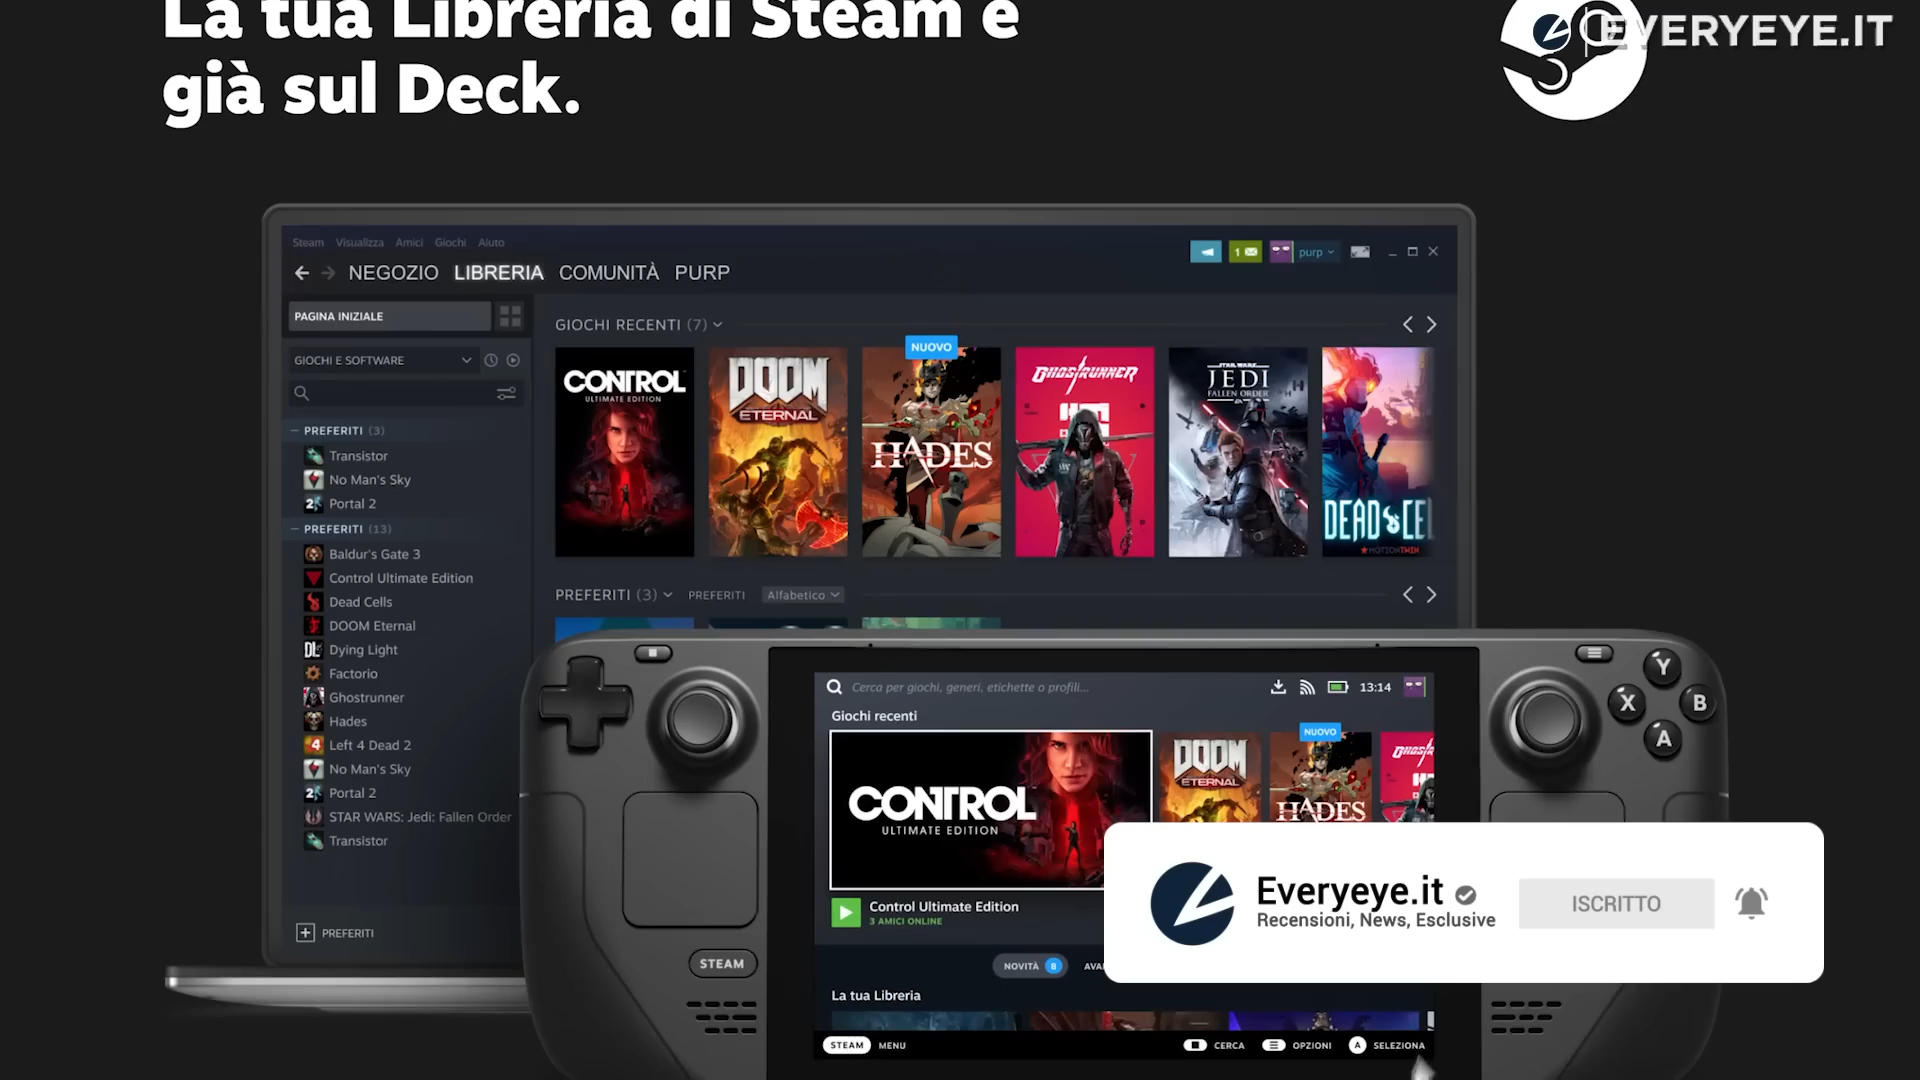 La tua Libreria di Steam è
già sul Deck.
EVERYEYE.IT
Steam Visualizza Amici Giochi Aiuto
1 purp
NEGOZIO LIBRERIA COMUNITÀ PURP
PAGINA INIZIALE
GIOCHI E SOFTWARE
PREFERITI (3)
Transistor
No Man's Sky
Portal 2
PREFERITI (13)
Baldur's Gate 3
Control Ultimate Edition
Dead Cells
DOOM Eternal
Dying Light
Factorio
Ghostrunner
Hades
Left 4 Dead 2
No Man's Sky
Portal 2
STAR WARS: Jedi: Fallen Order
Transistor
+ PREFERITI
GIOCHI RECENTI (7)
CONTROL
ULTIMATE EDITION
DOOM
ETERNAL
NUOVO
HADES
GHOSTRUNNER
STAR WARS
JEDI
FALLEN ORDER
DEAD CEL
MOTIONTWIN
PREFERITI (3) PREFERITI Alfabetico
Cerca per giochi, generi, etichette o profili...
13:14
Giochi recenti
CONTROL
ULTIMATE EDITION
DOOM
ETERNAL
NUOVO
HADES
Control Ultimate Edition
3 AMICI ONLINE
NOVITÀ 8
La tua Libreria
STEAM MENU
CERCA OPZIONI A SELEZIONA
STEAM
Y
X
B
A
Everyeye.it
Recensioni, News, Esclusive
ISCRITTO